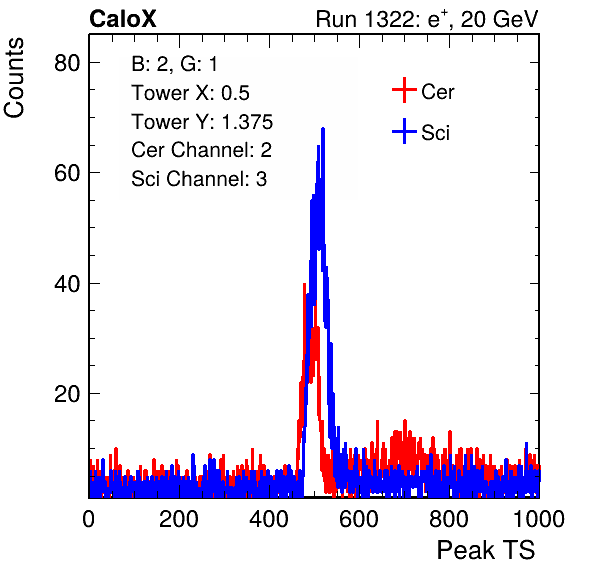 CaloX Run 1322: e⁺, 20 GeV
Counts
80
60
40
20
B: 2, G: 1
Tower X: 0.5
Tower Y: 1.375
Cer Channel: 2
Sci Channel: 3
Cer
Sci
0 200 400 600 800 1000
Peak TS